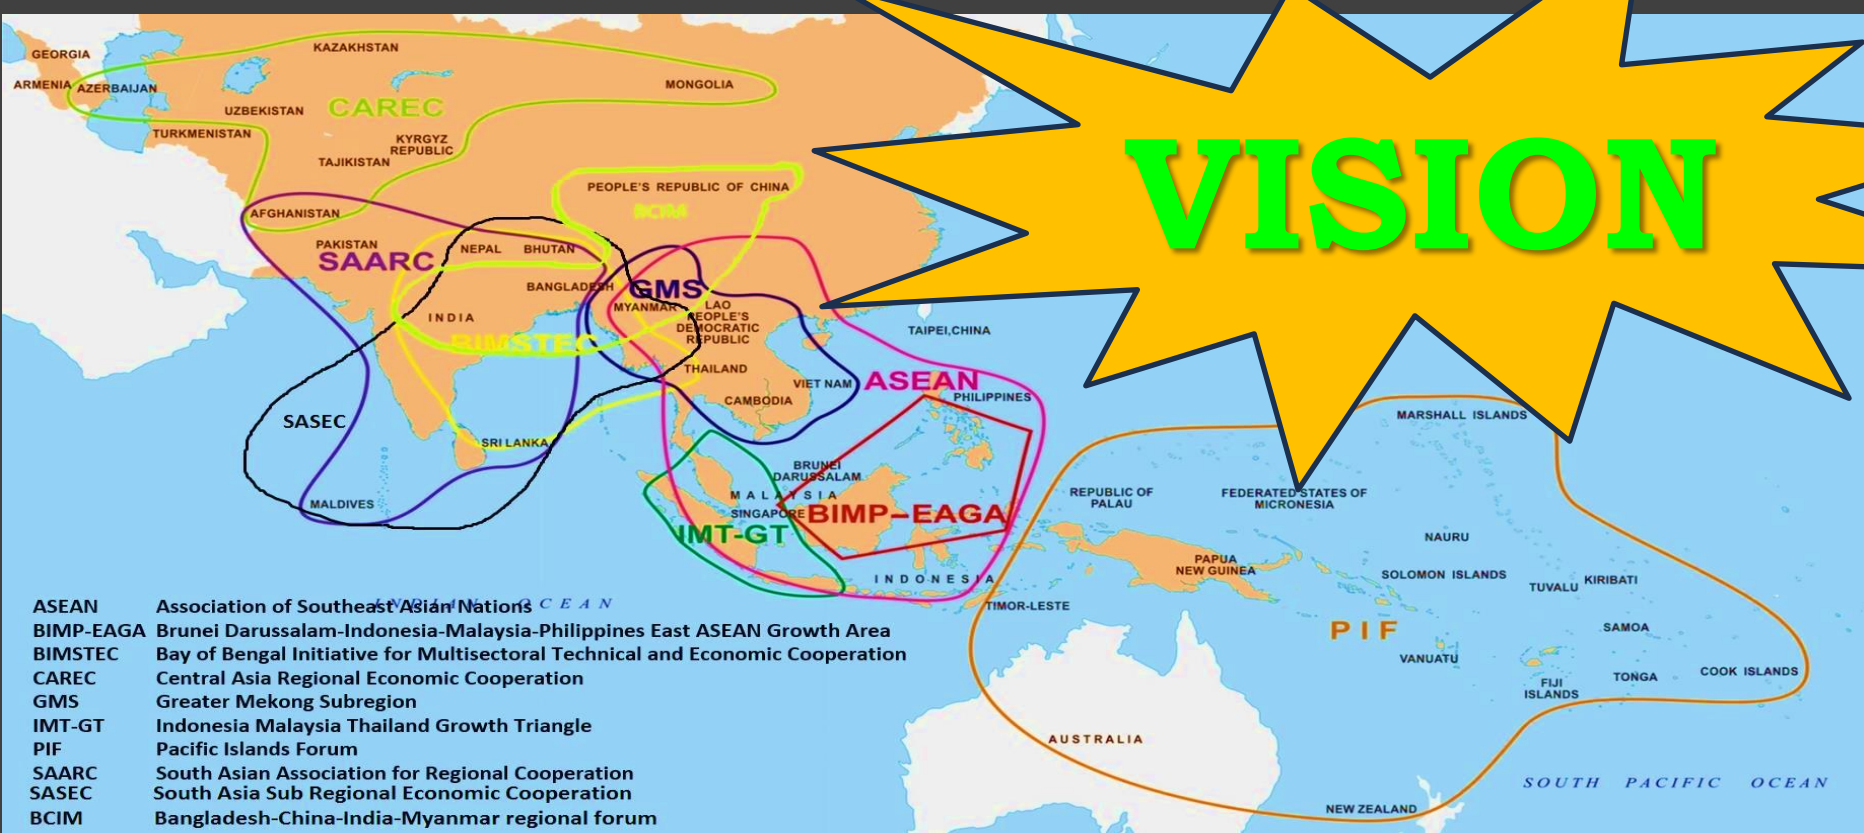 GEORGIA
KAZAKHSTAN
ARMENIA
AZERBAIJAN
MONGOLIA
CAREC
UZBEKISTAN
TURKMENISTAN
KYRGYZ
REPUBLIC
TAJIKISTAN
VISION
PEOPLE'S REPUBLIC OF CHINA
BCIM
AFGHANISTAN
PAKISTAN
SAARC
NEPAL
BHUTAN
BANGLADESH
GMS
MYANMAR
LAO
PEOPLE'S
DEMOCRATIC
REPUBLIC
INDIA
BIMSTEC
TAIPEI,CHINA
THAILAND
VIET NAM
ASEAN
CAMBODIA
PHILIPPINES
SASEC
SRI LANKA
MARSHALL ISLANDS
MALDIVES
BRUNEI
DARUSSALAM
MALAYSIA
SINGAPORE
BIMP-EAGA
IMT-GT
REPUBLIC OF
PALAU
FEDERATED STATES OF
MICRONESIA
NAURU
PAPUA
NEW GUINEA
SOLOMON ISLANDS
TUVALU
KIRIBATI
INDONESIA
TIMOR-LESTE
INDIAN OCEAN
PIF
SAMOA
VANUATU
FIJI
ISLANDS
TONGA
COOK ISLANDS
AUSTRALIA
NEW ZEALAND
SOUTH PACIFIC OCEAN
ASEAN Association of Southeast Asian Nations
BIMP-EAGA Brunei Darussalam-Indonesia-Malaysia-Philippines East ASEAN Growth Area
BIMSTEC Bay of Bengal Initiative for Multisectoral Technical and Economic Cooperation
CAREC Central Asia Regional Economic Cooperation
GMS Greater Mekong Subregion
IMT-GT Indonesia Malaysia Thailand Growth Triangle
PIF Pacific Islands Forum
SAARC South Asian Association for Regional Cooperation
SASEC South Asia Sub Regional Economic Cooperation
BCIM Bangladesh-China-India-Myanmar regional forum